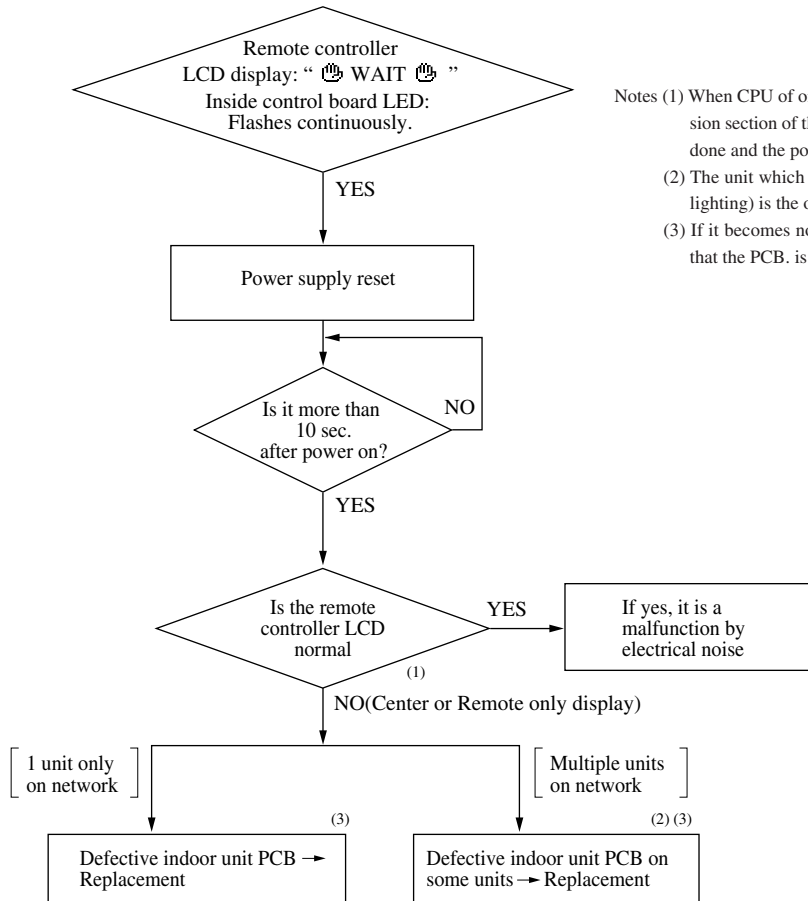 Remote controller
LCD display: “ WAIT ”
Inside control board LED:
Flashes continuously.
Notes (1) When CPU of o
sion section of th
done and the po
(2) The unit which
lighting) is the o
(3) If it becomes no
that the PCB. is
YES
Power supply reset
Is it more than
10 sec.
after power on?
NO
YES
Is the remote
controller LCD
normal
(1)
YES
If yes, it is a
malfunction by
electrical noise
NO(Center or Remote only display)
1 unit only
on network
Multiple units
on network
(3)
Defective indoor unit PCB →
Replacement
(2) (3)
Defective indoor unit PCB on
some units → Replacement